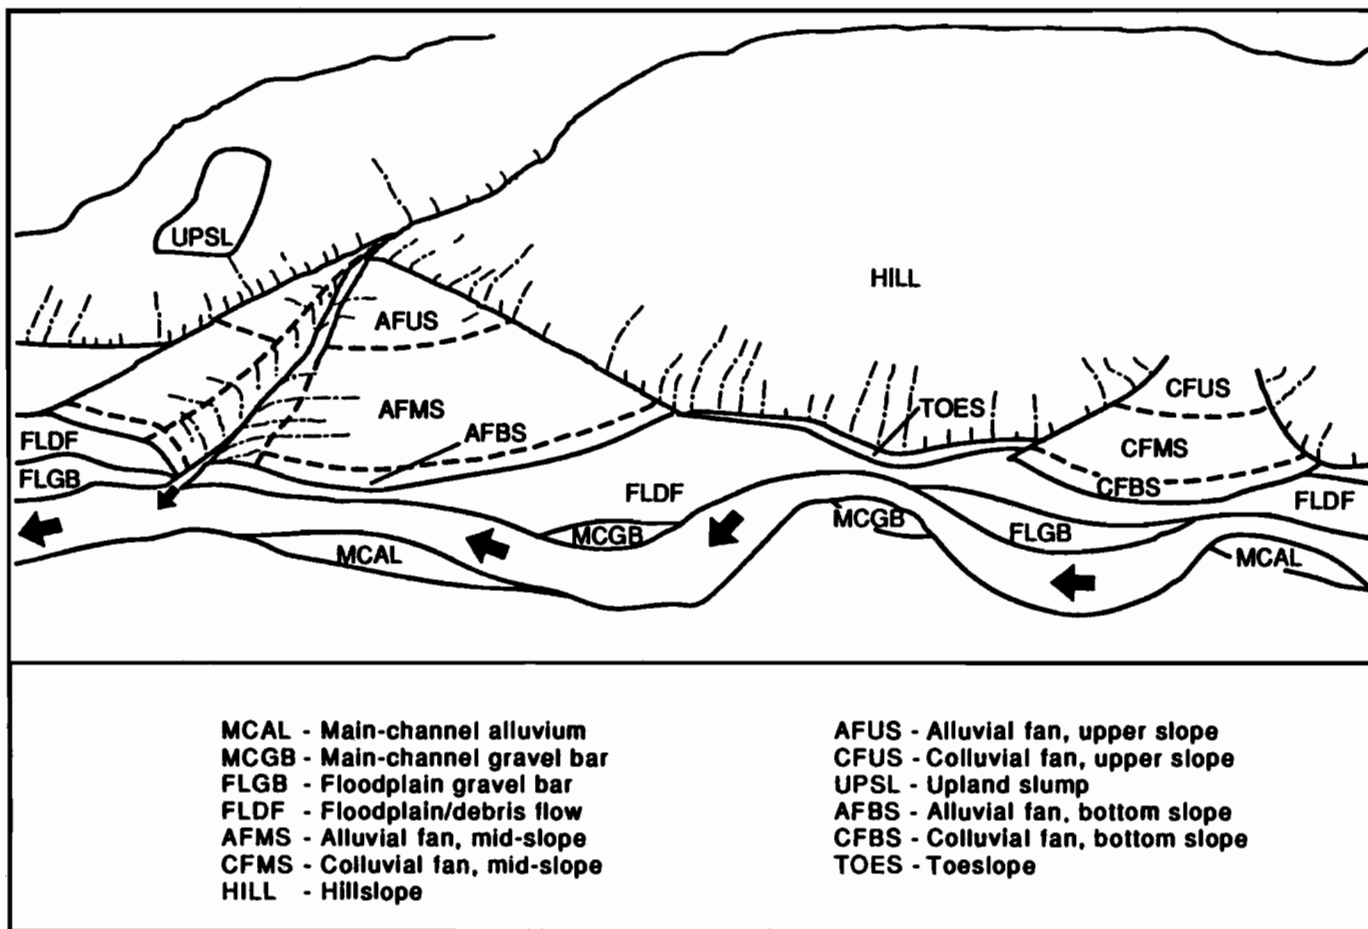 UPSL
HILL
AFUS
CFUS
AFMS
TOES
AFBS
CFMS
FLDF
FLGB
CFBS
FLDF
FLDF
MCGB
MCGB
FLGB
MCAL
MCAL
MCAL - Main-channel alluvium
MCGB - Main-channel gravel bar
FLGB - Floodplain gravel bar
FLDF - Floodplain/debris flow
AFMS - Alluvial fan, mid-slope
CFMS - Colluvial fan, mid-slope
HILL - Hillslope
AFUS - Alluvial fan, upper slope
CFUS - Colluvial fan, upper slope
UPSL - Upland slump
AFBS - Alluvial fan, bottom slope
CFBS - Colluvial fan, bottom slope
TOES - Toeslope